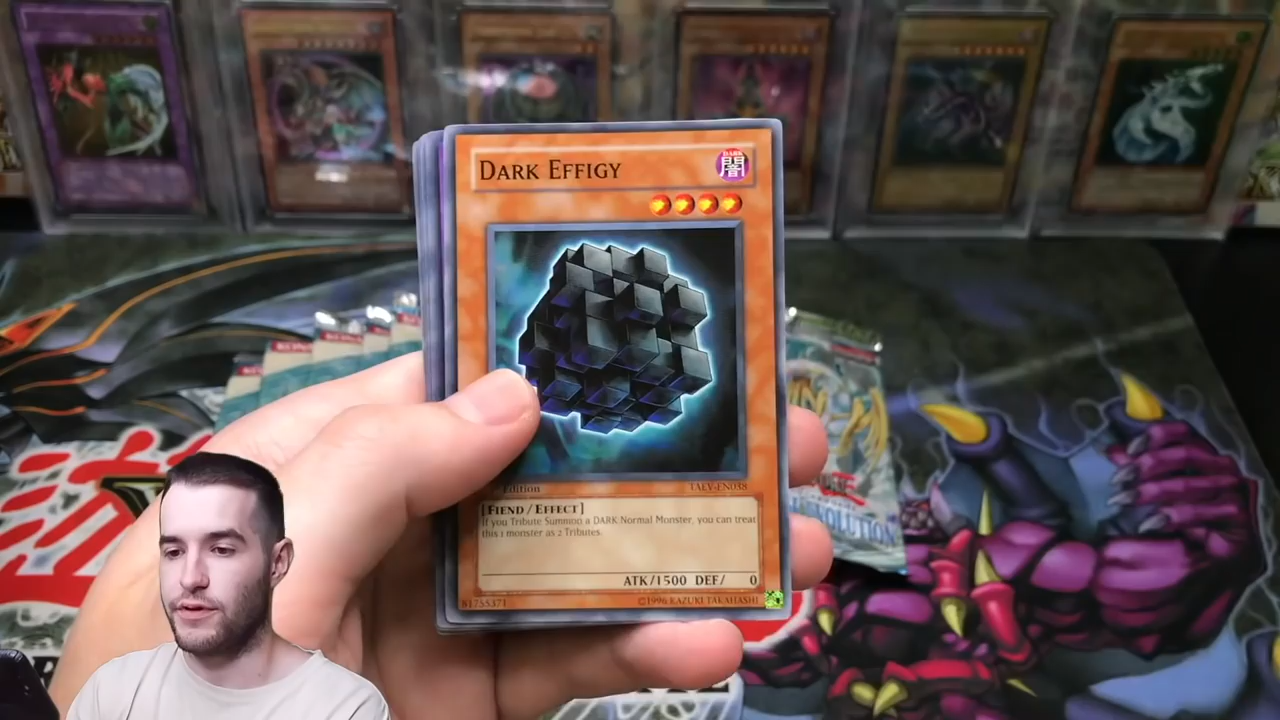 DARK EFFIGY
DARK
闇
Edition
TAEV-EN038
[FIEND / EFFECT]
If you Tribute Summon a DARK Normal Monster, you can treat
this 1 monster as 2 Tributes.
ATK/1500 DEF/ 0
81755371
©1996 KAZUKI TAKAHASHI